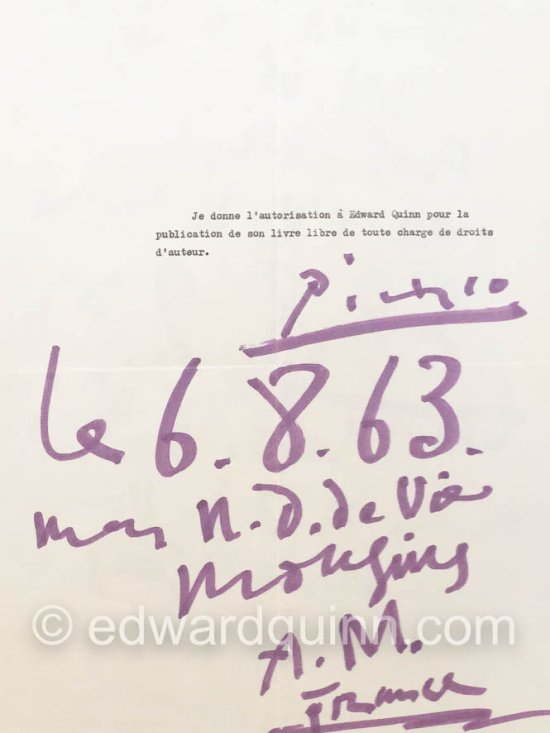 Je donne l'autorisation à Edward Quinn pour la
publication de son livre libre de toute charge de droits
d'auteur.
Picasso
le 6.8.63.
mas N.D. de Vie
Mougins
© edwardquinn.com
A.M.
France